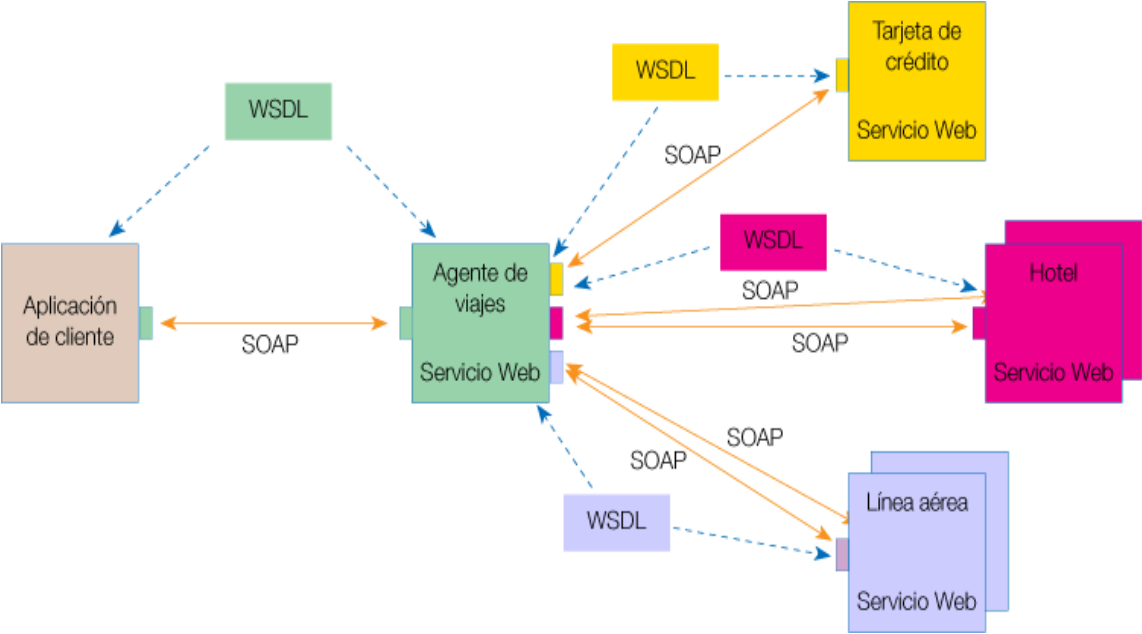 Tarjeta de
crédito
Servicio Web
WSDL
WSDL
SOAP
WSDL
Hotel
Servicio Web
SOAP
SOAP
Agente de
viajes
Servicio Web
Aplicación
de cliente
SOAP
SOAP
SOAP
WSDL
Línea aérea
Servicio Web